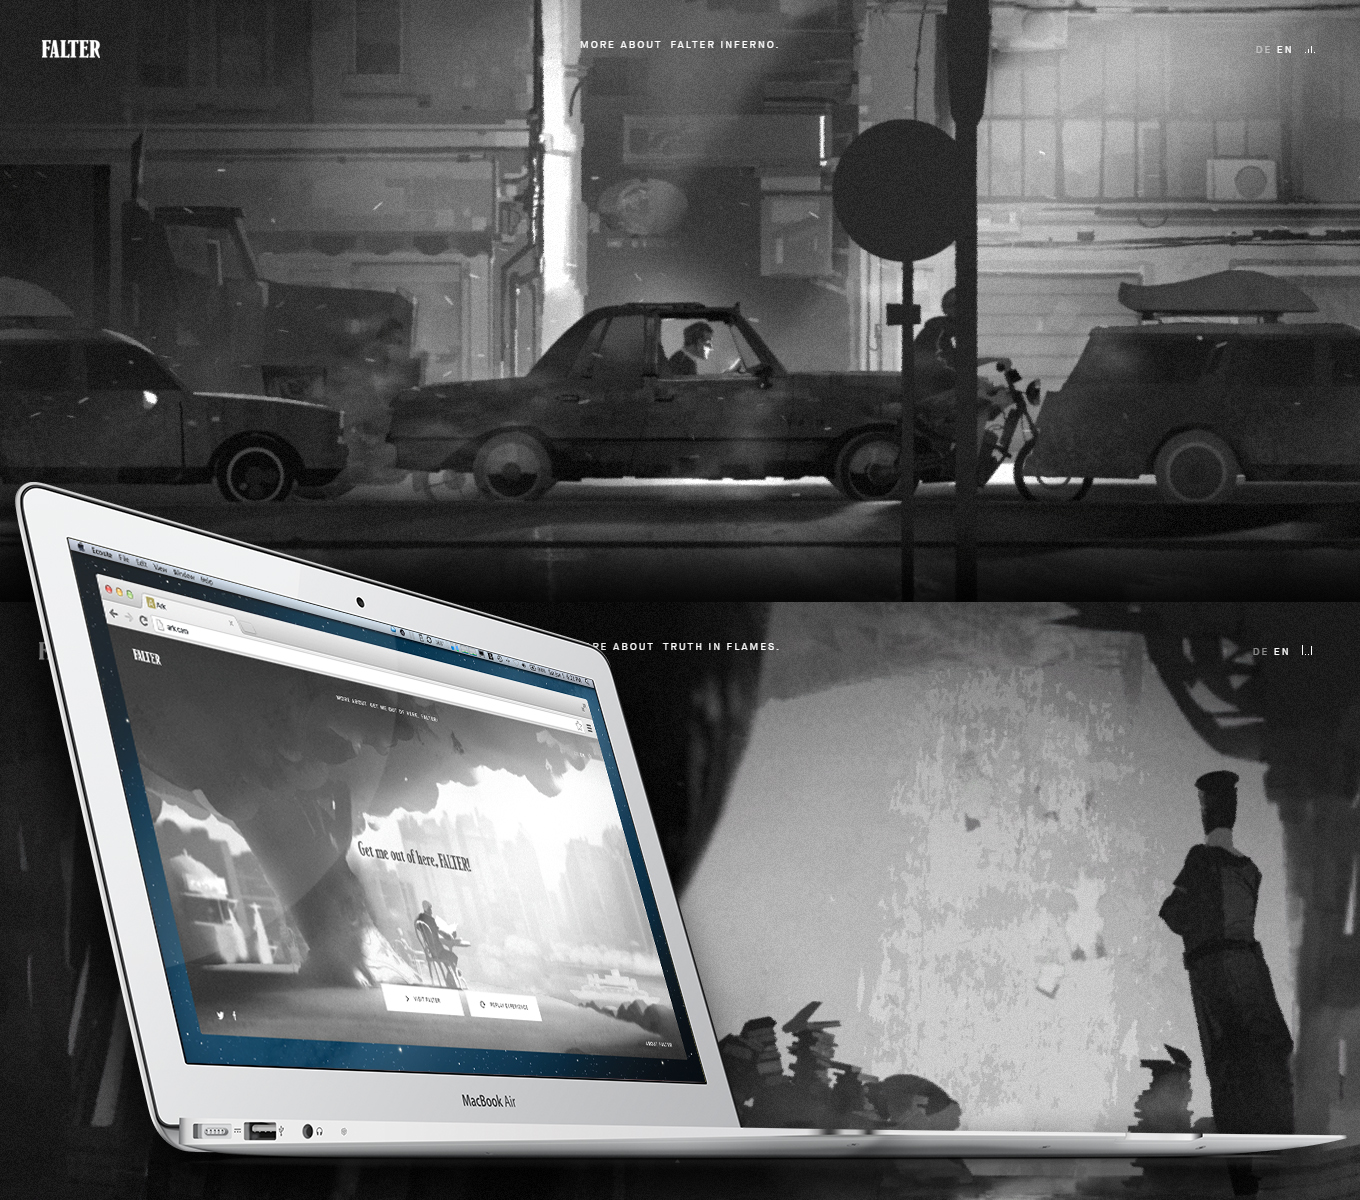 FALTER
MORE ABOUT FALTER INFERNO.
DE EN
RE ABOUT TRUTH IN FLAMES.
DE EN
File Edit View Window Help
Ark
ark.com
FALTER
MORE ABOUT GET ME OUT OF HERE, FALTER!
Get me out of here, FALTER!
VISIT FALTER
REPLAY EXPERIENCE
ABOUT FALTER
MacBook Air